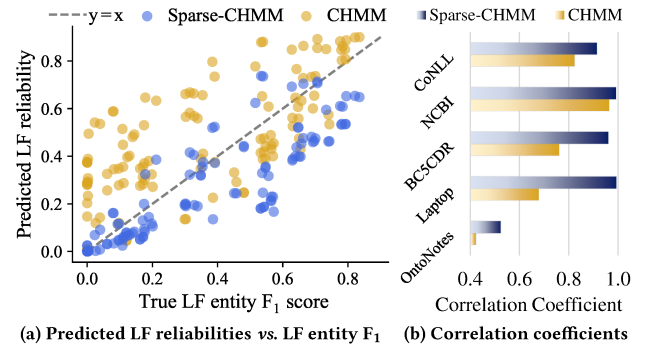 y=x
Sparse-CHMM
CHMM
Predicted LF reliability
0.8
0.6
0.4
0.2
0.0
0.0 0.2 0.4 0.6 0.8
True LF entity F1 score
(a) Predicted LF reliabilities vs. LF entity F1
Sparse-CHMM
CHMM
CoNLL
NCBI
BC5CDR
Laptop
OntoNotes
0.4 0.6 0.8 1.0
Correlation Coefficient
(b) Correlation coefficients